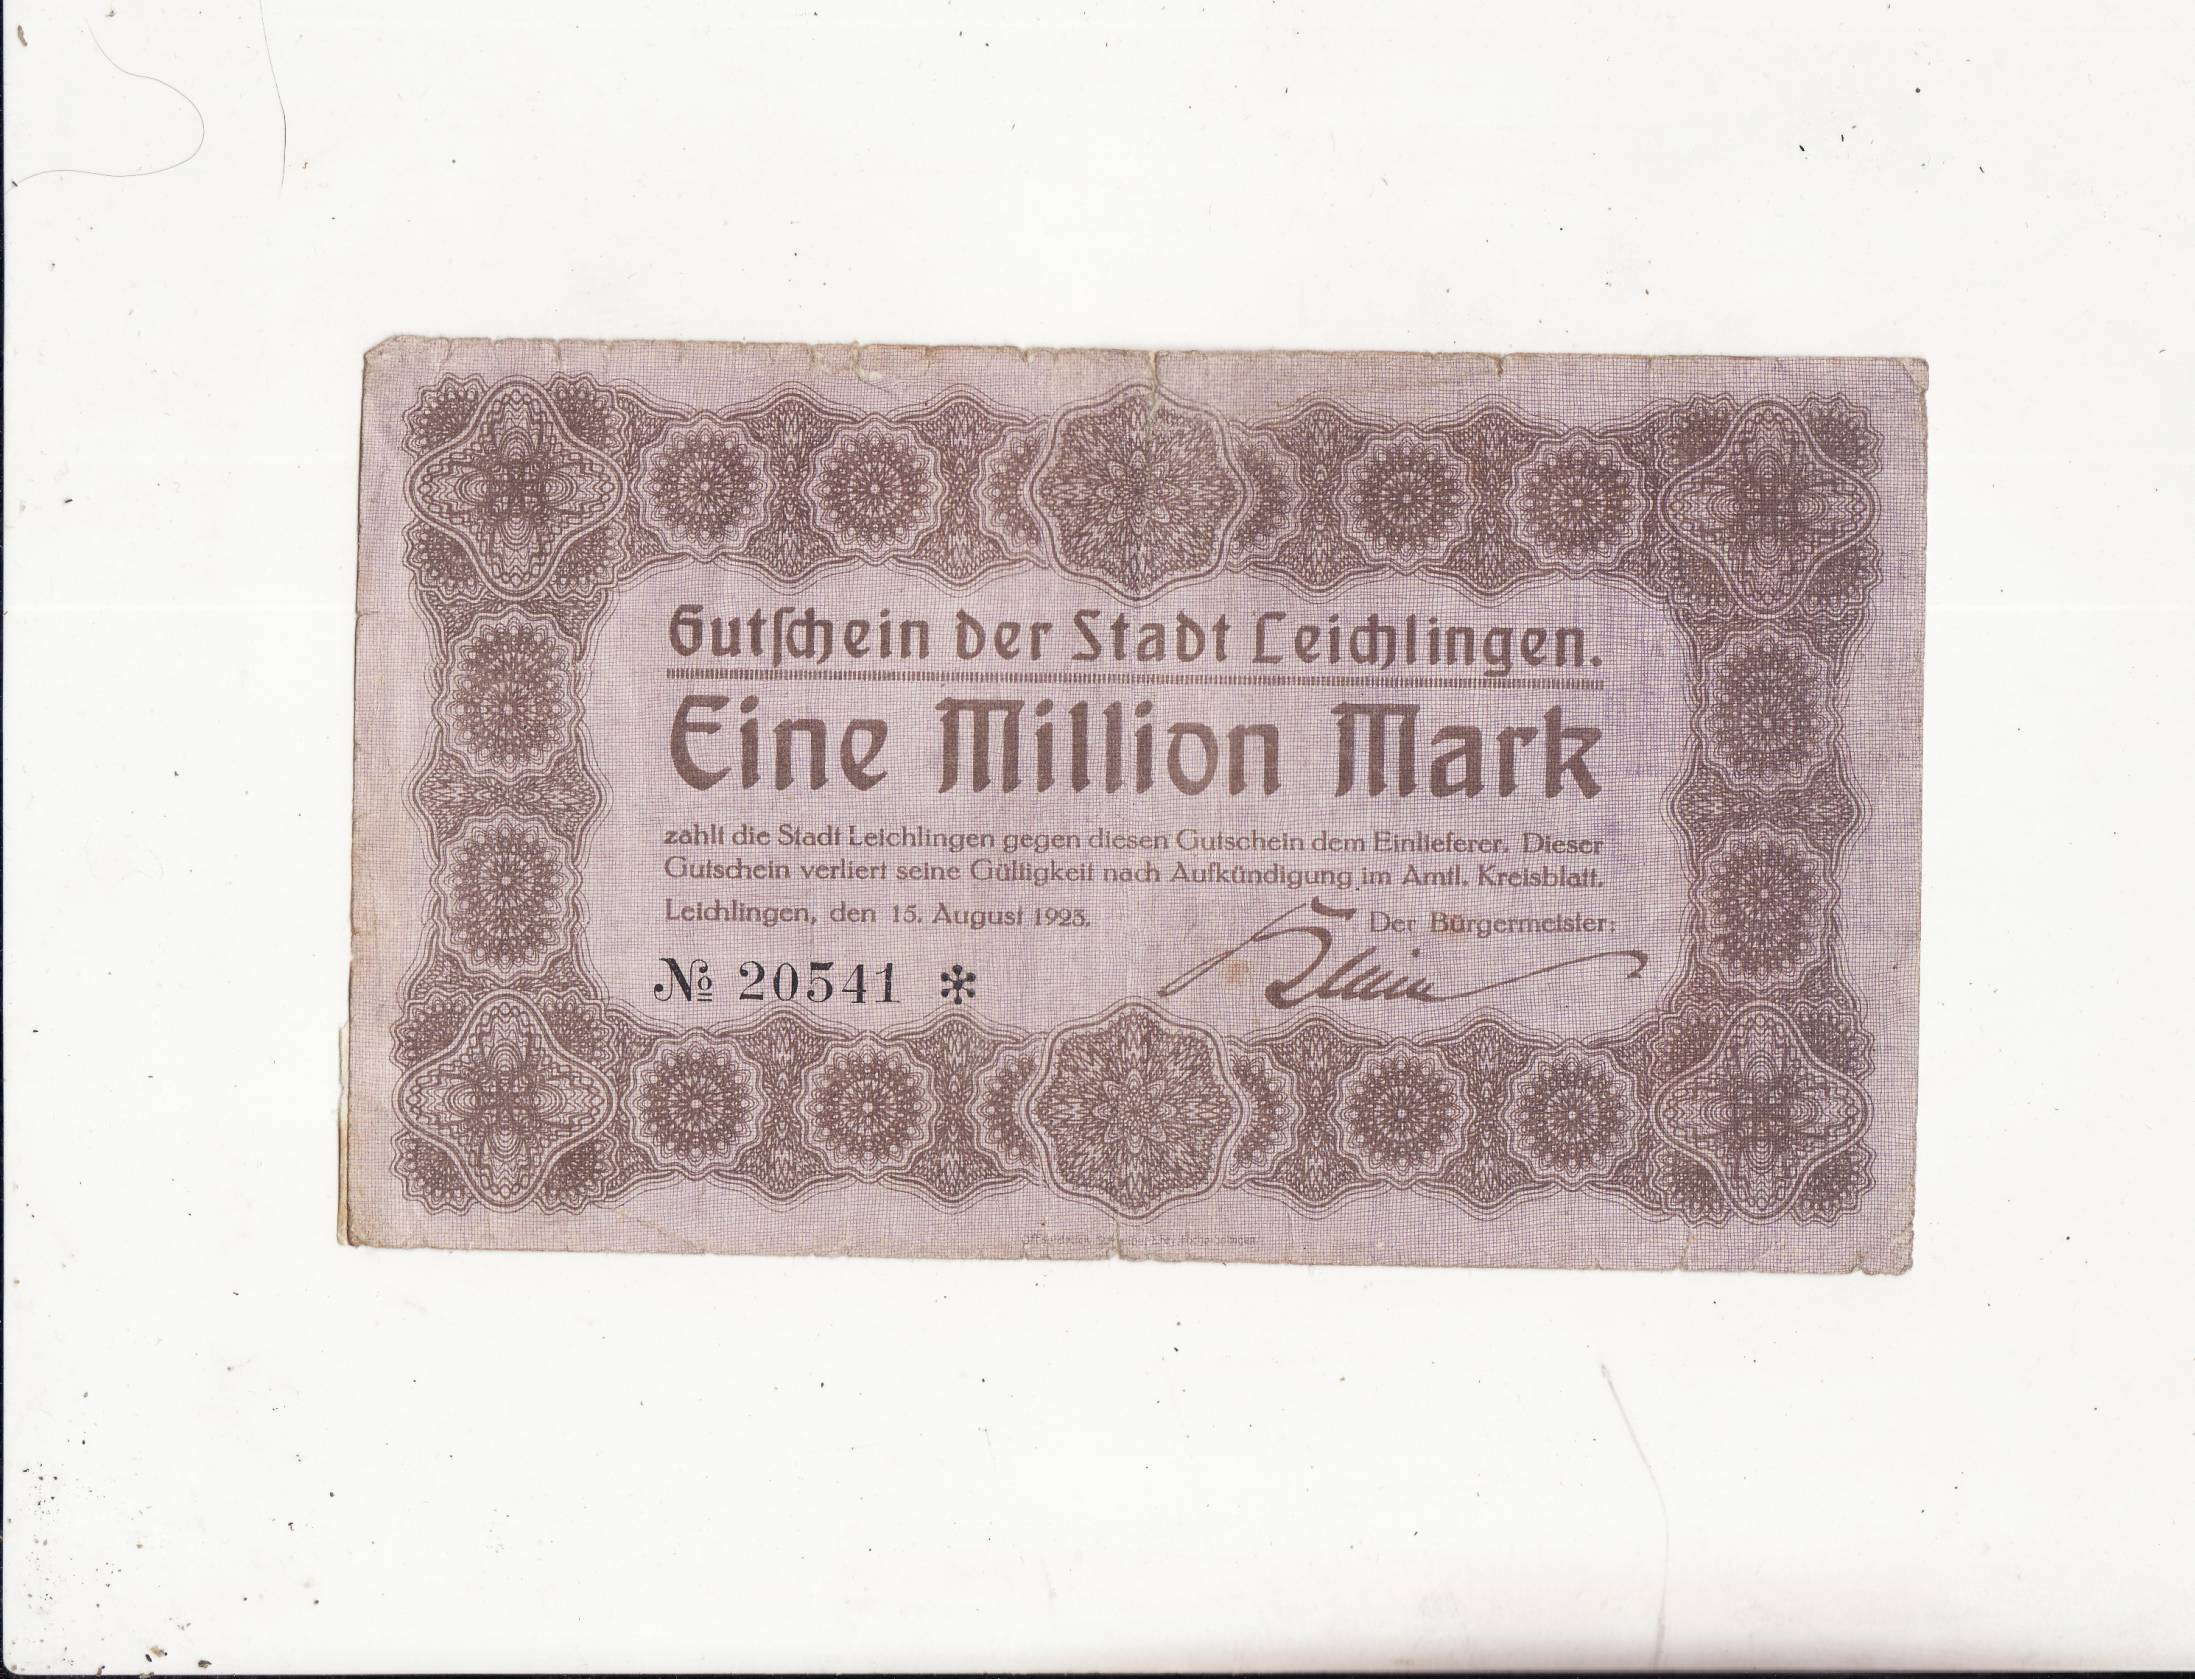 Gutschein der Stadt Leichlingen.
Eine Million Mark
zahlt die Stadt Leichlingen gegen diesen Gutschein dem Einlieferer. Dieser
Gutschein verliert seine Gültigkeit nach Aufkündigung im Amtl. Kreisblatt.
Leichlingen, den 15. August 1923.
Der Bürgermeister:
№ 20541 *